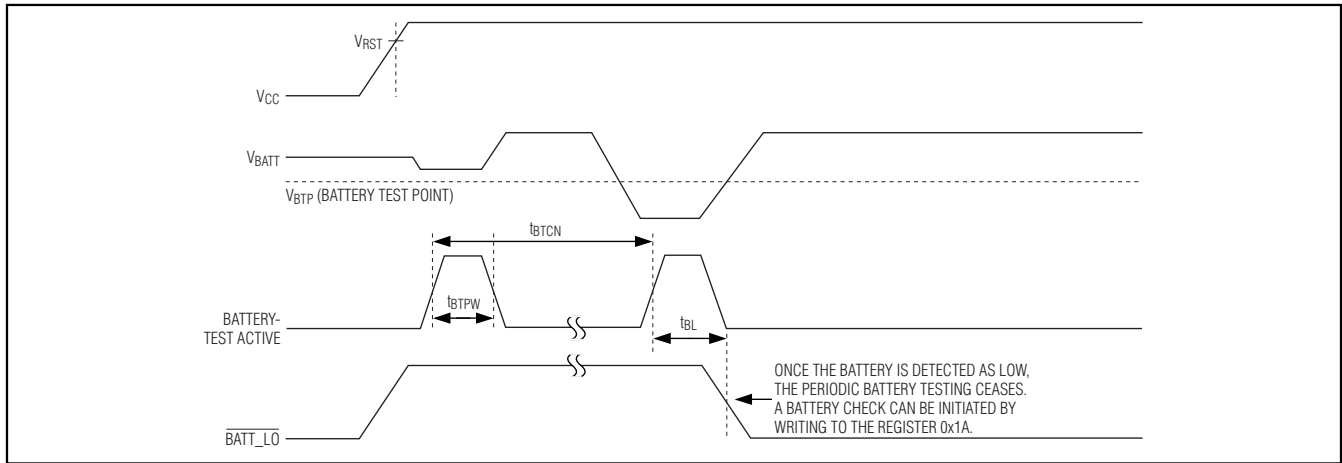 VRST
VCC
VBATT
VBTP (BATTERY TEST POINT)
tBTCN
tBTPW
BATTERY-
TEST ACTIVE
tBL
ONCE THE BATTERY IS DETECTED AS LOW,
THE PERIODIC BATTERY TESTING CEASES.
A BATTERY CHECK CAN BE INITIATED BY
WRITING TO THE REGISTER 0x1A.
BATT_LO